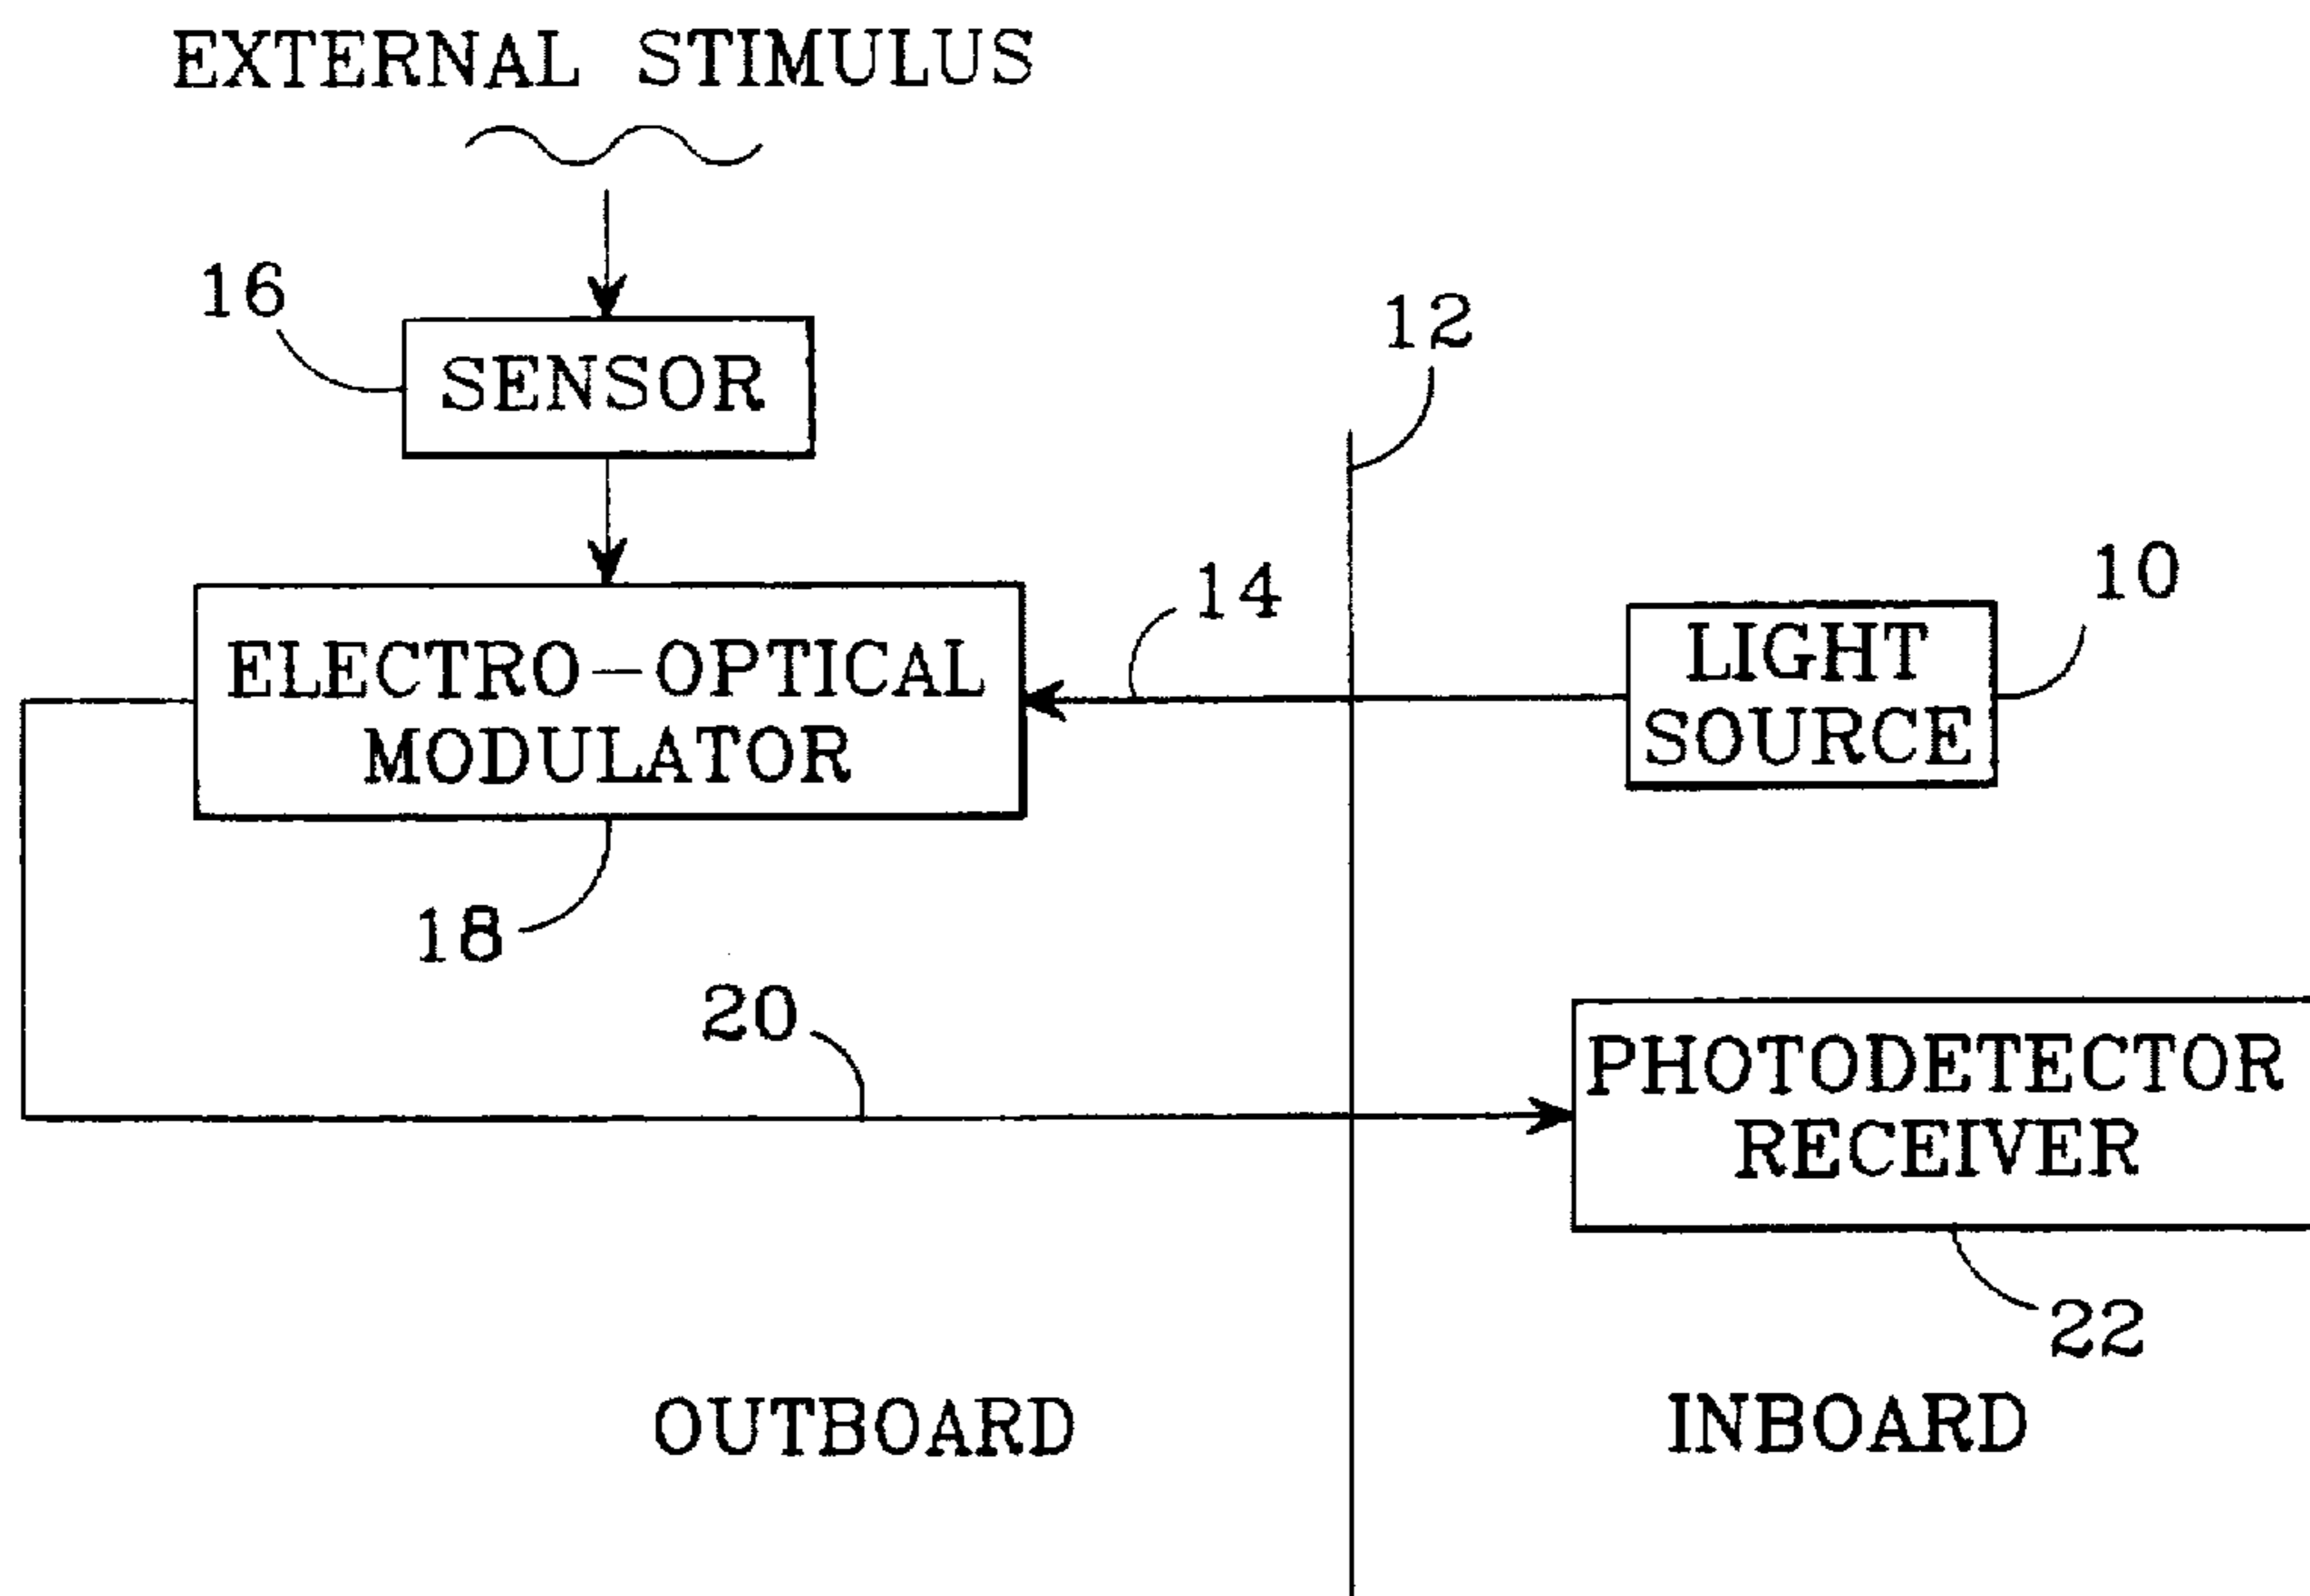 EXTERNAL STIMULUS
16
SENSOR
12
14
10
LIGHT
SOURCE
ELECTRO-OPTICAL
MODULATOR
18
20
PHOTODETECTOR
RECEIVER
22
OUTBOARD
INBOARD